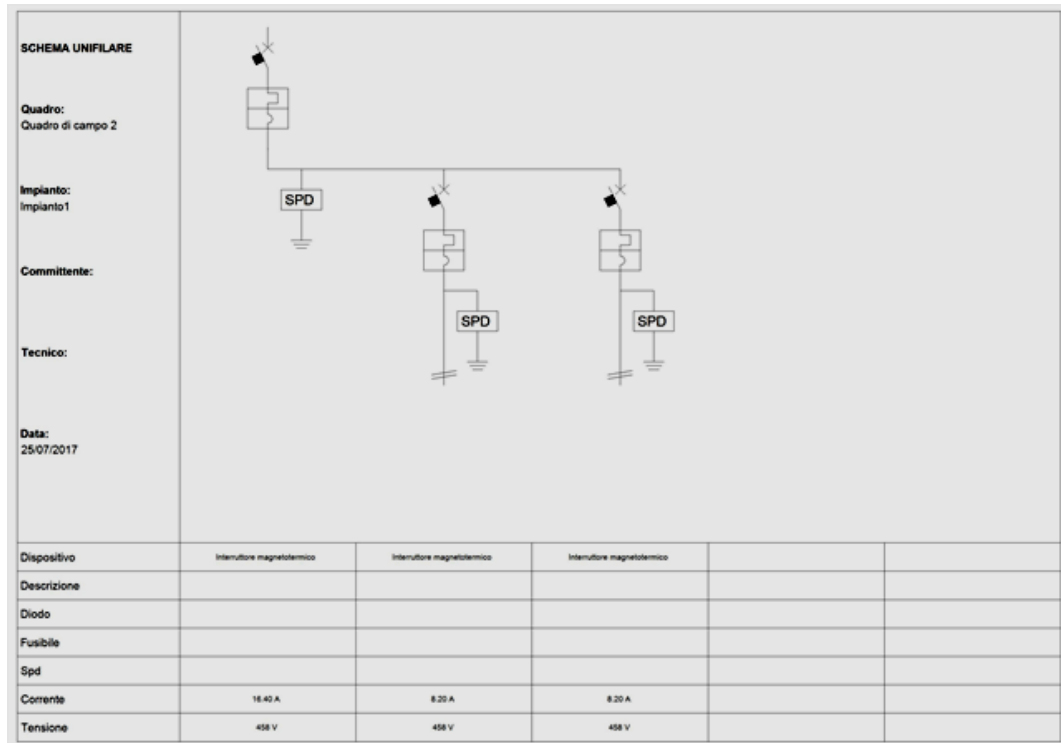 SCHEMA UNIFILARE
Quadro:
Quadro di campo 2
Impianto:
Impianto1
SPD
Committente:
SPD
SPD
Tecnico:
Data:
25/07/2017
Dispositivo Interruttore magnetotermico Interruttore magnetotermico Interruttore magnetotermico
Descrizione
Diodo
Fusibile
Spd
Corrente 16.40 A 8.20 A 8.20 A
Tensione 458 V 458 V 458 V